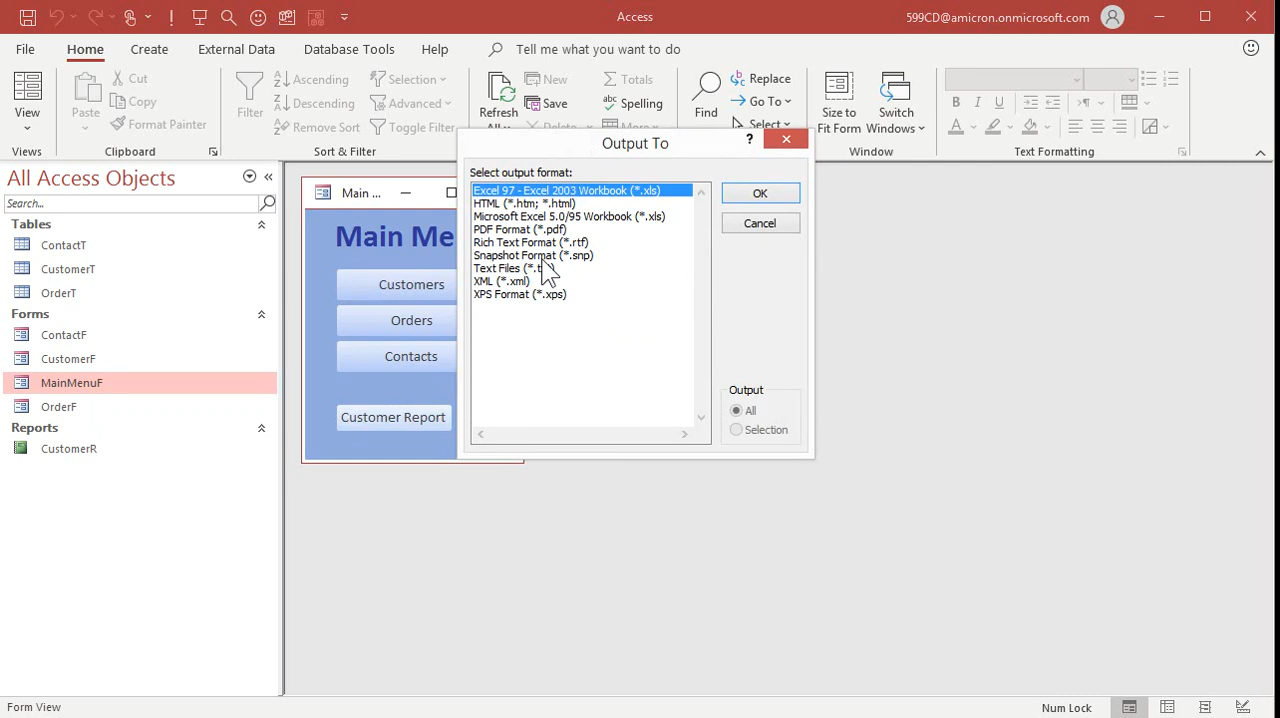 Access
599CD@amicron.onmicrosoft.com
File
Home
Create
External Data
Database Tools
Help
Tell me what you want to do
View
Views
Paste
Cut
Copy
Format Painter
Clipboard
Filter
Ascending
Descending
Remove Sort
Selection
Advanced
Toggle Filter
Sort & Filter
Refresh
All
New
Save
Delete
Totals
Spelling
More
Find
Replace
Go To
Select
Size to
Fit Form
Switch
Windows
Window
B I U
A
Text Formatting
All Access Objects
Search...
Tables
ContactT
CustomerT
OrderT
Forms
ContactF
CustomerF
MainMenuF
OrderF
Reports
CustomerR
Main ...
Main Me
Customers
Orders
Contacts
Customer Report
Output To
?
Select output format:
Excel 97 - Excel 2003 Workbook (*.xls)
HTML (*.htm; *.html)
Microsoft Excel 5.0/95 Workbook (*.xls)
PDF Format (*.pdf)
Rich Text Format (*.rtf)
Snapshot Format (*.snp)
Text Files (*.t
XML (*.xml)
XPS Format (*.xps)
OK
Cancel
Output
All
Selection
Form View
Num Lock